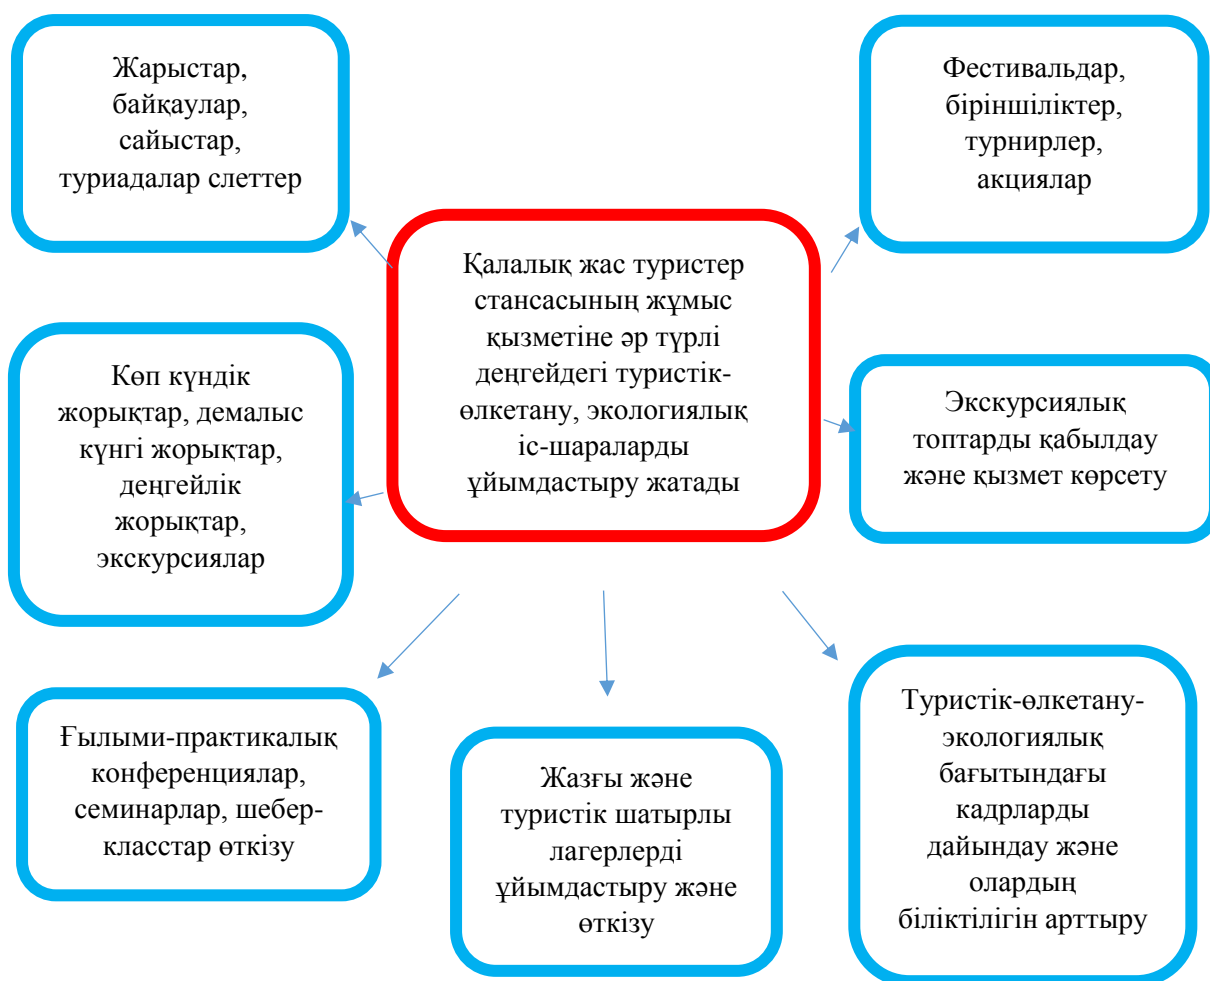 Жарыстар,
байқаулар,
сайыстар,
туриадалар слеттер
Фестивальдар,
біріншіліктер,
турнирлер,
акциялар
Қалалық жас туристер
стансасының жұмыс
қызметіне әр түрлі
деңгейдегі туристік-
өлкетану, экологиялық
іс-шараларды
ұйымдастыру жатады
Көп күндік
жорықтар, демалыс
күнгі жорықтар,
деңгейлік
жорықтар,
экскурсиялар
Экскурсиялық
топтарды қабылдау
және қызмет көрсету
Ғылыми-практикалық
конференциялар,
семинарлар, шебер-
класстар өткізу
Жазғы және
туристік шатырлы
лагерлерді
ұйымдастыру және
өткізу
Туристік-өлкетану-
экологиялық
бағытындағы
кадрларды
дайындау және
олардың
біліктілігін арттыру